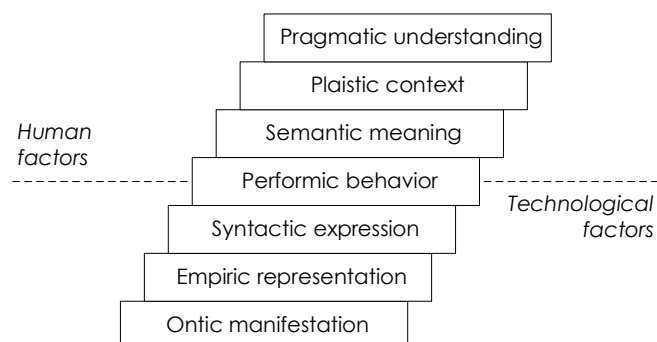 Pragmatic understanding
Plaistic context
Semantic meaning
Human
factors
Performic behavior
Technological
factors
Syntactic expression
Empiric representation
Ontic manifestation